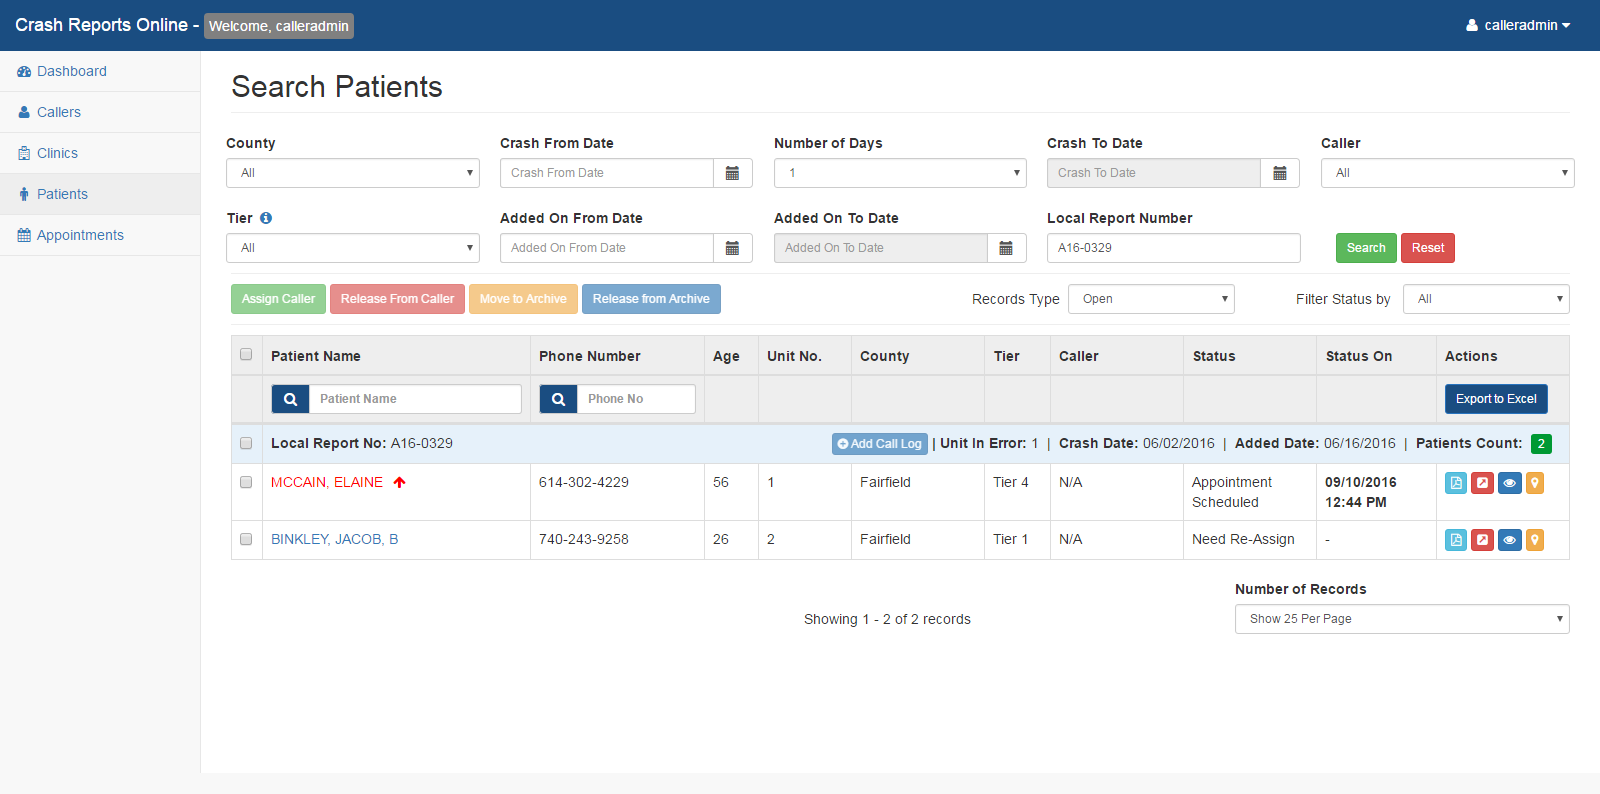 Crash Reports Online - Welcome, calleradmin
calleradmin
Dashboard
Callers
Clinics
Patients
Appointments
Search Patients
County
Crash From Date
Number of Days
Crash To Date
Caller
All
Crash From Date
1
Crash To Date
All
Tier
Added On From Date
Added On To Date
Local Report Number
All
Added On From Date
Added On To Date
A16-0329
Search
Reset
Assign Caller
Release From Caller
Move to Archive
Release from Archive
Records Type
Open
Filter Status by
All
Patient Name
Phone Number
Age
Unit No.
County
Tier
Caller
Status
Status On
Actions
Patient Name
Phone No
Export to Excel
Local Report No: A16-0329
Add Call Log | Unit In Error: 1 | Crash Date: 06/02/2016 | Added Date: 06/16/2016 | Patients Count: 2
MCCAIN, ELAINE
614-302-4229
56
1
Fairfield
Tier 4
N/A
Appointment
Scheduled
09/10/2016
12:44 PM
BINKLEY, JACOB, B
740-243-9258
26
2
Fairfield
Tier 1
N/A
Need Re-Assign
-
Number of Records
Showing 1 - 2 of 2 records
Show 25 Per Page